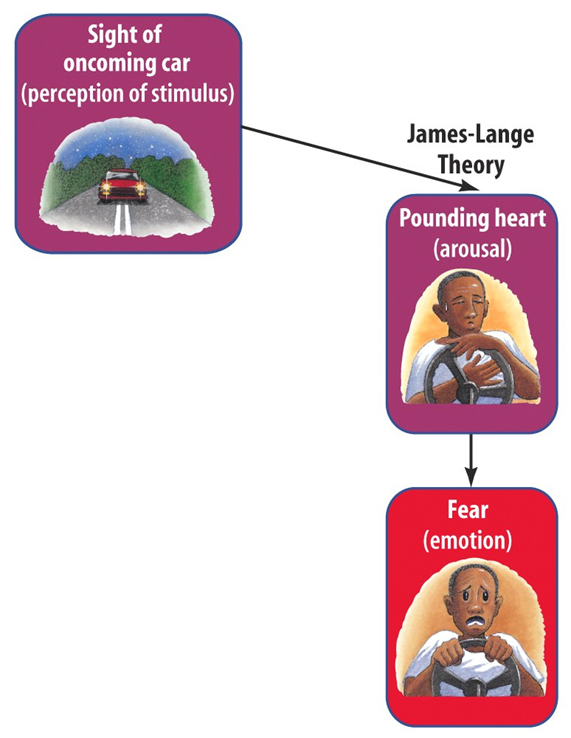 Sight of
oncoming car
(perception of stimulus)
James-Lange
Theory
Pounding heart
(arousal)
Fear
(emotion)